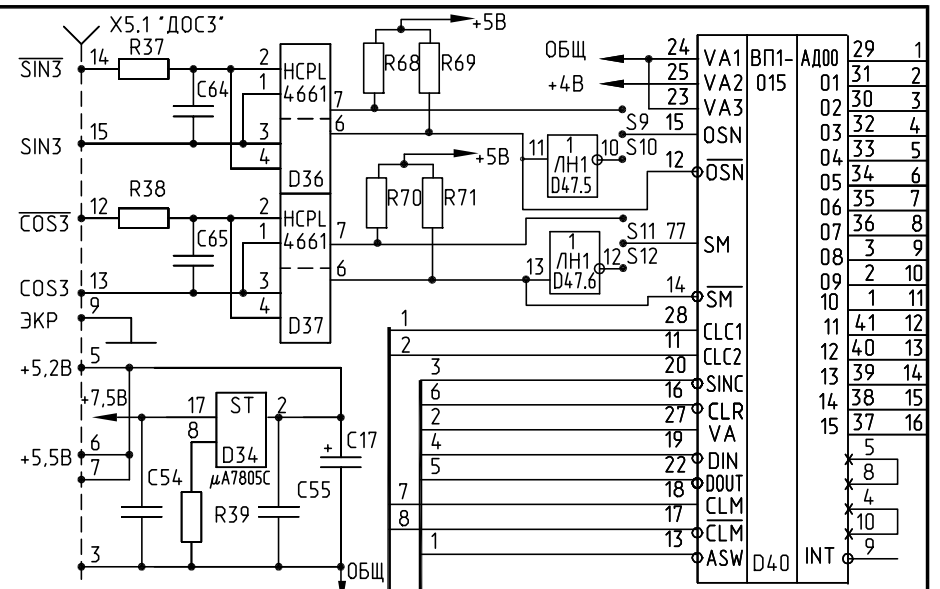 X5.1 "ДОС3"
SIN3 14 R37
SIN3 15
C64
2 HCPL
1 4661
3
4
D36
7
6
R68 R69 +5В
COS3 12 R38
COS3 13
C65
ЭКР 9
2 HCPL
1 4661
3
4
D37
7
6
R70 R71 +5В
11 1 10
ЛН1
D47.5
S9
S10
13 1 12
ЛН1
D47.6
S11
S12
+5,2В 5
+7,5В
17 ST 2
8
D34
μA7805C
+5,5В 6
7
C54
R39
C55
+ C17
3
ОБЩ
ОБЩ 24 VA1
+4В 25 VA2
23 VA3
15 OSN
12 OSN
77 SM
14 SM
1 28 CLC1
2 11 CLC2
3 20 SINC
6 16 CLR
2 27 VA
4 19 DIN
5 22 DOUT
7 18 CLM
8 17 CLM
1 13 ASW
ВП1-
015
D40
АД00 29 1
01 31 2
02 30 3
03 32 4
04 33 5
05 34 6
06 35 7
07 36 8
08 3 9
09 2 10
10 1 11
11 41 12
12 40 13
13 39 14
14 38 15
15 37 16
5
8
4
10
INT 9